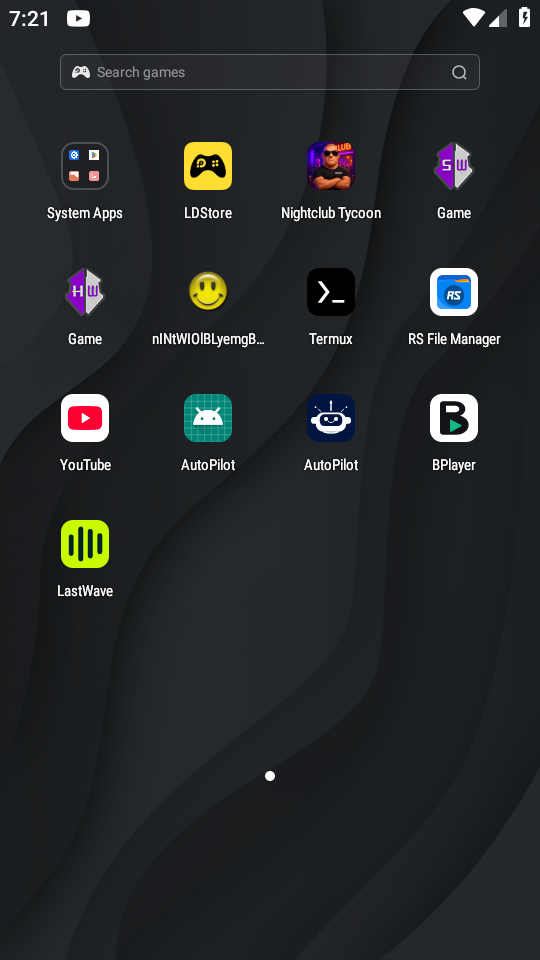 7:21
Search games
System Apps
LDStore
Nightclub Tycoon
Game
Game
nINtWIOlBLyemgB...
Termux
RS File Manager
YouTube
AutoPilot
AutoPilot
BPlayer
LastWave